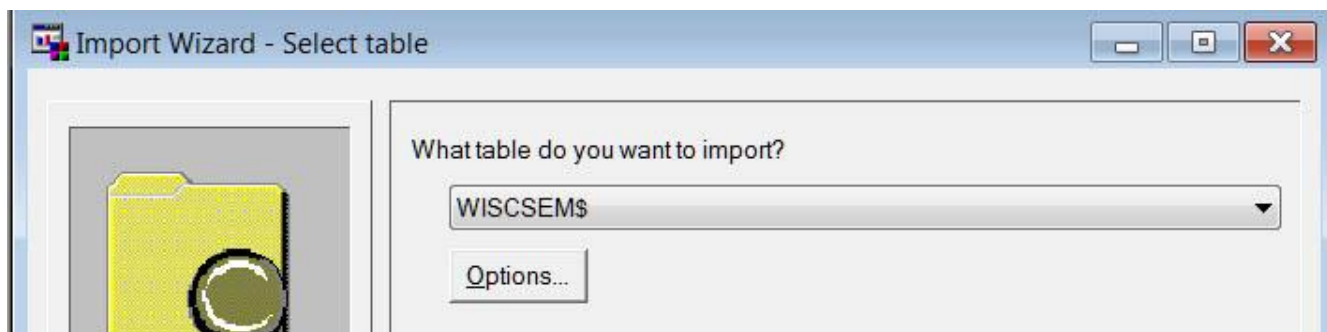 Import Wizard - Select table
What table do you want to import?
WISCSEM$
Options...